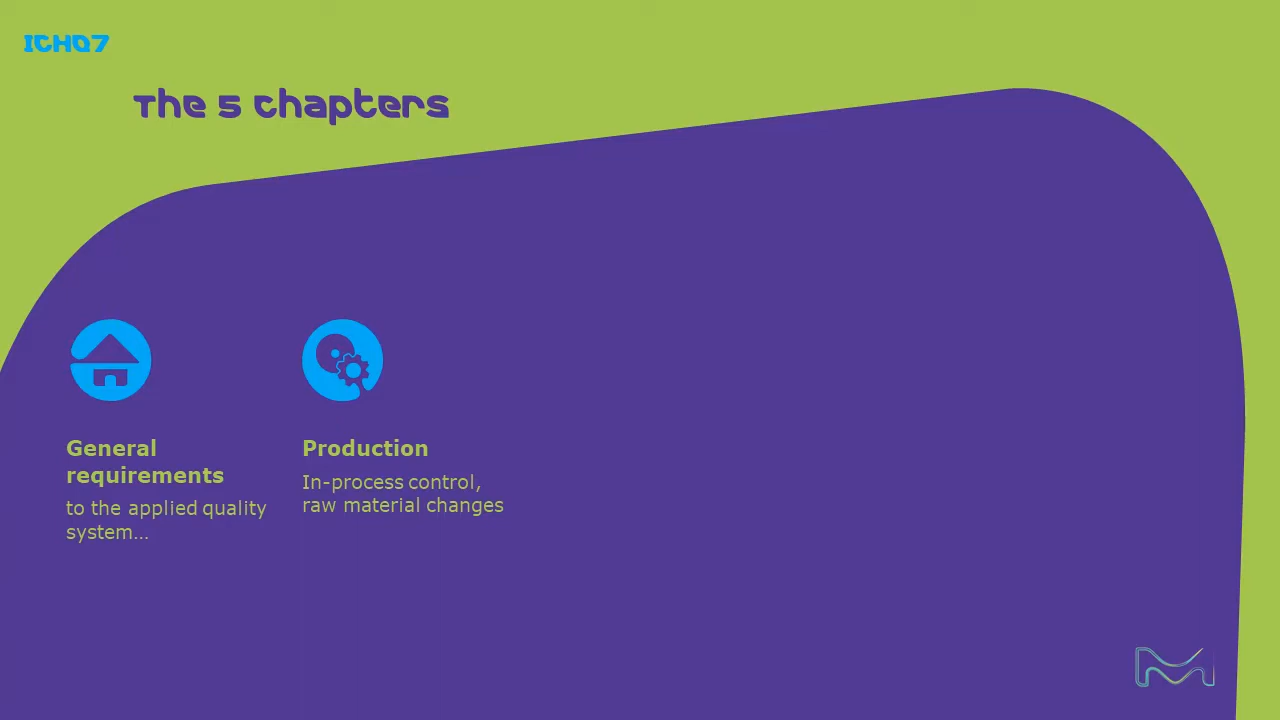 ICHQ7
The 5 chapters
General
requirements
to the applied quality
system...
Production
In-process control,
raw material changes